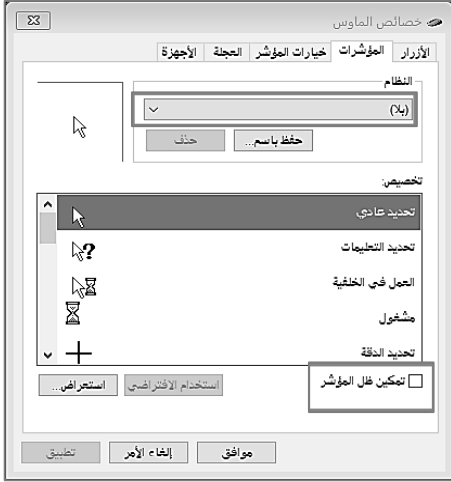 خصائص الماوس
الأزرار المؤشرات خيارات المؤشر العجلة الأجهزة
النظام
(بلا)
حفظ باسم... حذف
تخصيص:
تحديد عادي
تحديد التعليمات
العمل في الخلفية
مشغول
تحديد الدقة
تمكين ظل المؤشر
استخدام الافتراضي استعراض...
موافق إلغاء الأمر تطبيق